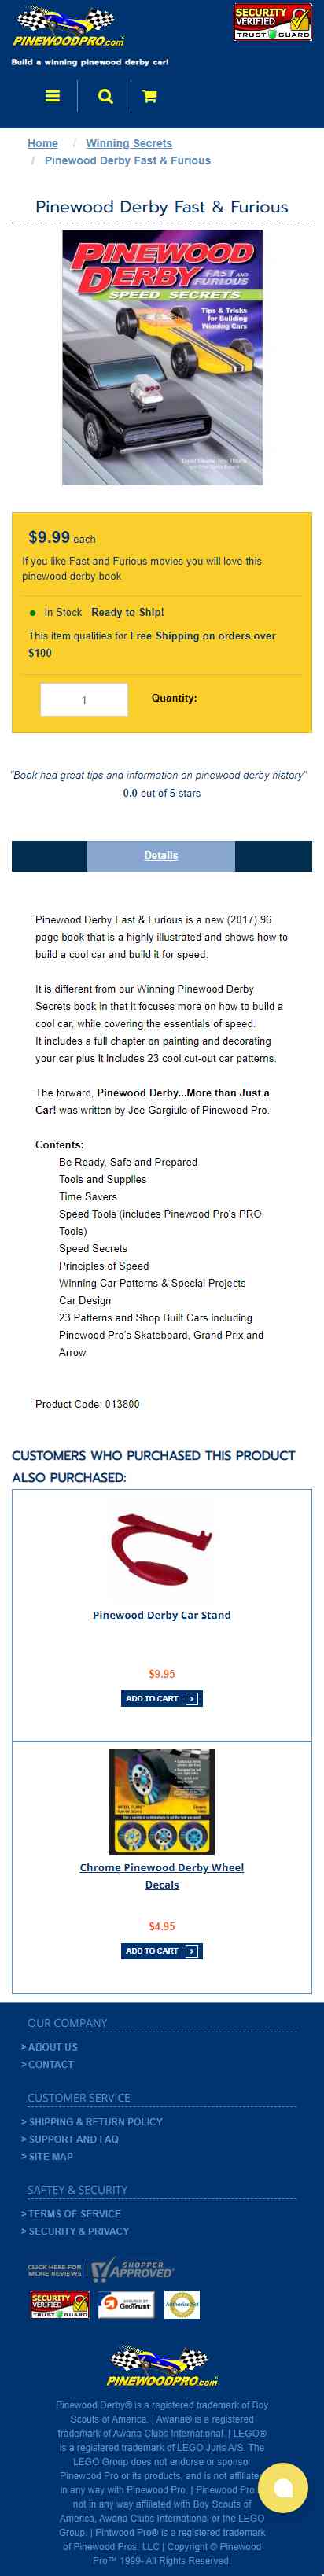 PINEWOODPRO.com
SECURITY
VERIFIED
TRUST GUARD
Build a winning pinewood derby car!
Home / Winning Secrets
/ Pinewood Derby Fast & Furious
Pinewood Derby Fast & Furious
PINEWOOD
DERBY FAST AND FURIOUS
SPEED SECRETS
Tips & Tricks
for Building
Winning Cars
$9.99 each
If you like Fast and Furious movies you will love this
pinewood derby book
In Stock Ready to Ship!
This item qualifies for Free Shipping on orders over
$100
1 Quantity:
"Book had great tips and information on pinewood derby history"
0.0 out of 5 stars
Details
Pinewood Derby Fast & Furious is a new (2017) 96
page book that is a highly illustrated and shows how to
build a cool car and build it for speed.
It is different from our Winning Pinewood Derby
Secrets book in that it focuses more on how to build a
cool car, while covering the essentials of speed.
It includes a full chapter on painting and decorating
your car plus it includes 23 cool cut-out car patterns.
The forward, Pinewood Derby...More than Just a
Car! was written by Joe Gargiulo of Pinewood Pro.
Contents:
Be Ready, Safe and Prepared
Tools and Supplies
Time Savers
Speed Tools (includes Pinewood Pro's PRO
Tools)
Speed Secrets
Principles of Speed
Winning Car Patterns & Special Projects
Car Design
23 Patterns and Shop Built Cars including
Pinewood Pro's Skateboard, Grand Prix and
Arrow
Product Code: 013800
CUSTOMERS WHO PURCHASED THIS PRODUCT
ALSO PURCHASED:
Pinewood Derby Car Stand
$9.95
ADD TO CART
Chrome Pinewood Derby Wheel
Decals
$4.95
ADD TO CART
OUR COMPANY
> ABOUT US
> CONTACT
CUSTOMER SERVICE
> SHIPPING & RETURN POLICY
> SUPPORT AND FAQ
> SITE MAP
SAFTEY & SECURITY
> TERMS OF SERVICE
> SECURITY & PRIVACY
CLICK HERE FOR
MORE REVIEWS
SHOPPER
APPROVED
SECURITY
VERIFIED
TRUST GUARD
GeoTrust
Authorize.Net
PINEWOODPRO.com
Pinewood Derby® is a registered trademark of Boy
Scouts of America. | Awana® is a registered
trademark of Awana Clubs International. | LEGO®
is a registered trademark of LEGO Juris A/S. The
LEGO Group does not endorse or sponsor
Pinewood Pro or its products, and is not affiliate
in any way with Pinewood Pro. | Pinewood Pro
not in any way affiliated with Boy Scouts of
America, Awana Clubs International or the LEGO
Group. | Pintwood Pro® is a registered trademark
of Pinewood Pros, LLC | Copyright © Pinewood
Pro™ 1999- All Rights Reserved.